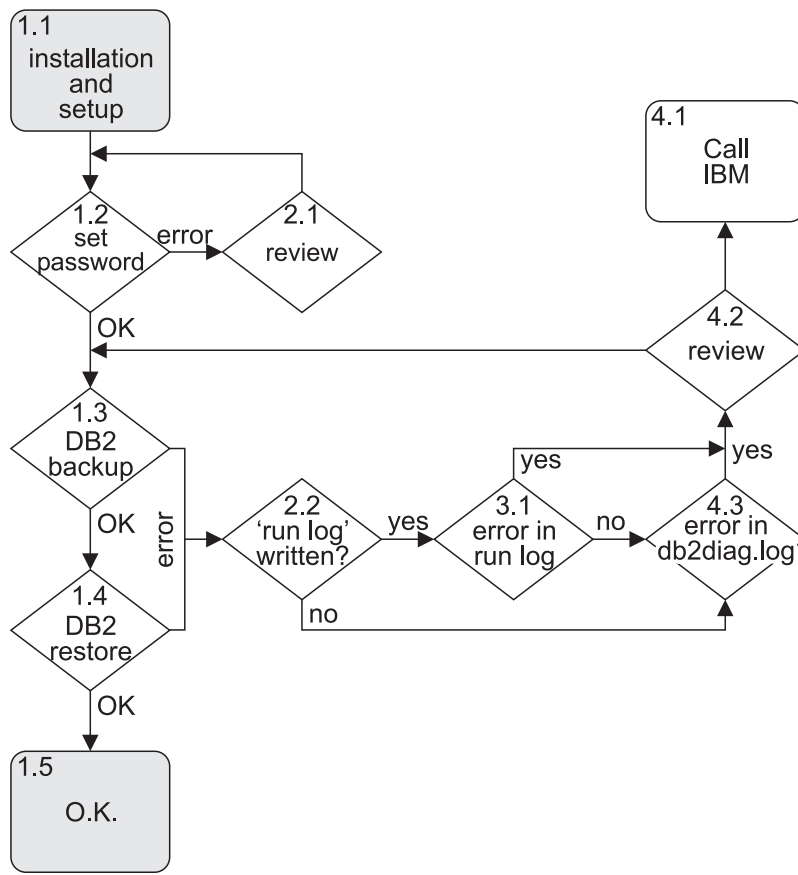 1.1
installation
and
setup
1.2
set
password
error
2.1
review
OK
4.1
Call
IBM
4.2
review
1.3
DB2
backup
OK
error
2.2
‘run log’
written?
yes
no
3.1
error in
run log
yes
no
4.3
error in
db2diag.log
yes
1.4
DB2
restore
OK
1.5
O.K.